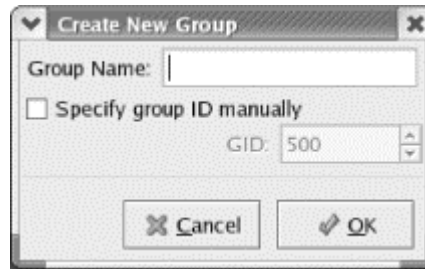 Create New Group
Group Name:
Specify group ID manually
GID: 500
Cancel OK